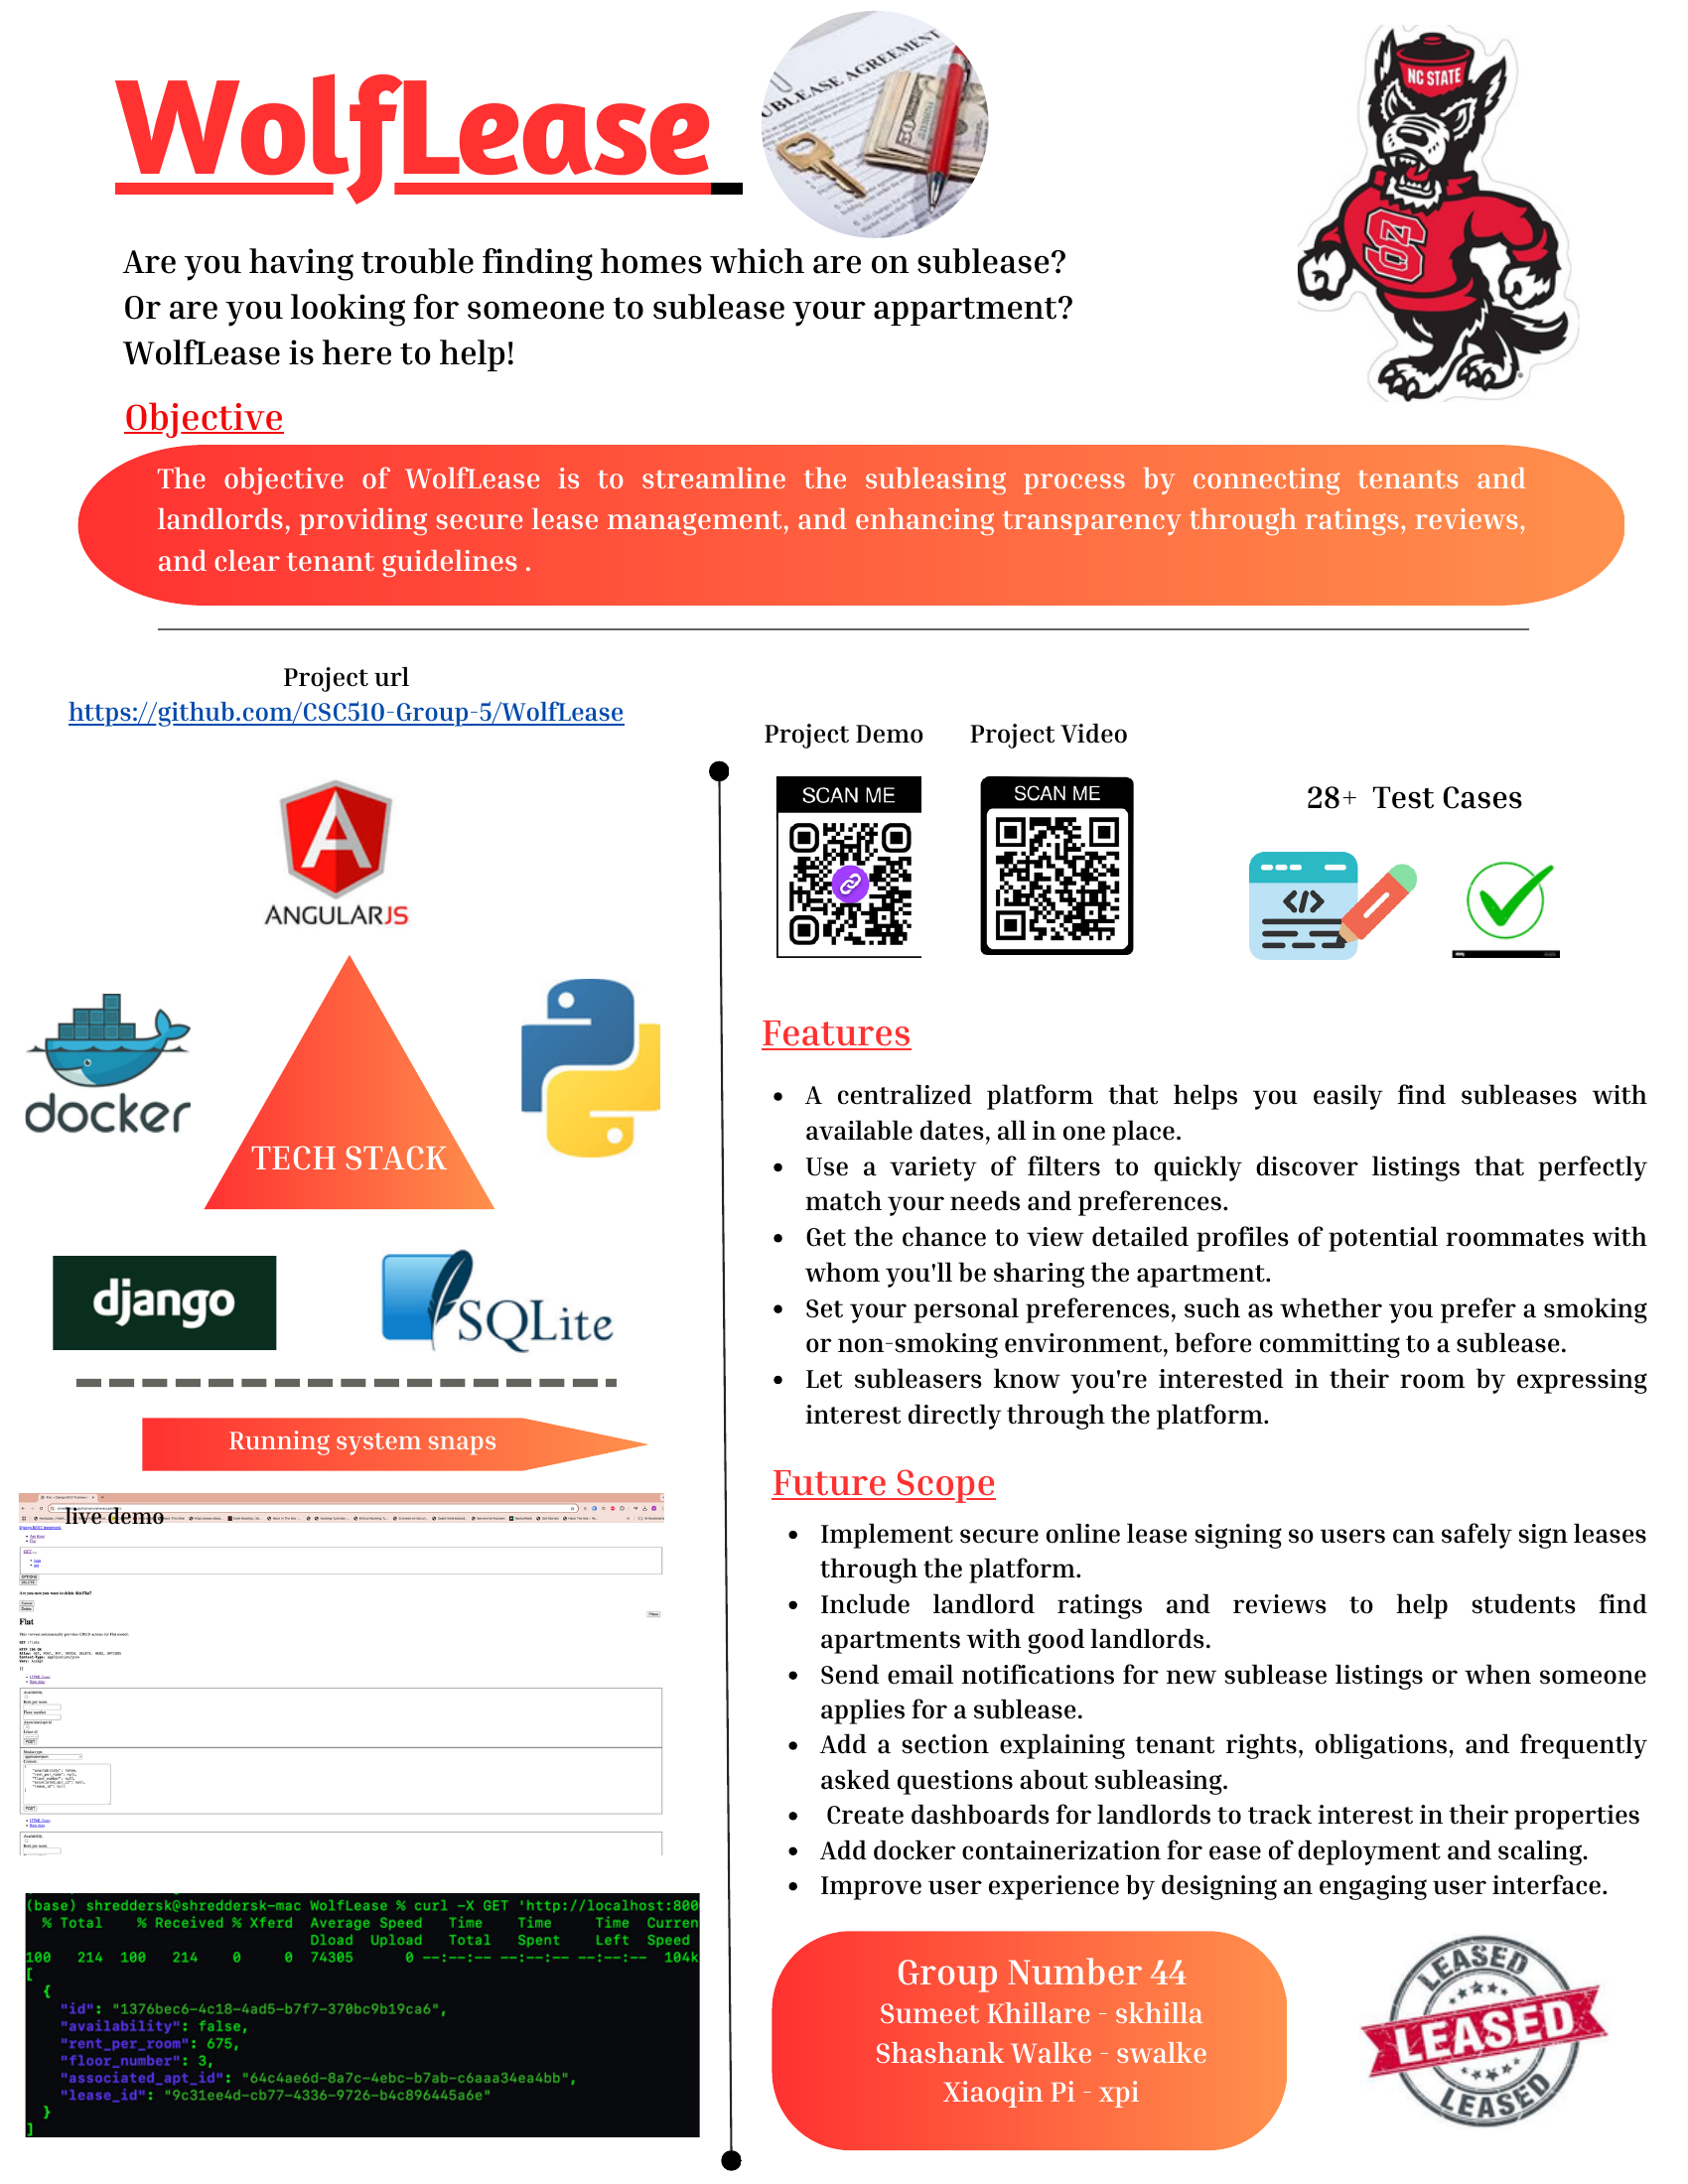 WolfLease
SUBLEASE AGREEMENT
NC STATE
Are you having trouble finding homes which are on sublease?
Or are you looking for someone to sublease your appartment?
WolfLease is here to help!
Objective
The objective of WolfLease is to streamline the subleasing process by connecting tenants and
landlords, providing secure lease management, and enhancing transparency through ratings, reviews,
and clear tenant guidelines .
Project url
https://github.com/CSC510-Group-5/WolfLease
ANGULARJS
docker
TECH STACK
django
SQLite
Running system snaps
live demo
Flat
(base) shreddersk@shreddersk-mac WolfLease % curl -X GET 'http://localhost:800
% Total % Received % Xferd Average Speed Time Time Time Curren
Dload Upload Total Spent Left Speed
100 214 100 214 0 0 74305 0 --:--:-- --:--:-- --:--:-- 104k
[
{
"id": "1376bec6-4c18-4ad5-b7f7-370bc9b19ca6",
"availability": false,
"rent_per_room": 675,
"floor_number": 3,
"associated_apt_id": "64c4ae6d-8a7c-4ebc-b7ab-c6aaa34ea4bb",
"lease_id": "9c31ee4d-cb77-4336-9726-b4c896445a6e"
}
]
Project Demo
Project Video
SCAN ME
SCAN ME
28+ Test Cases
Features
• A centralized platform that helps you easily find subleases with
available dates, all in one place.
• Use a variety of filters to quickly discover listings that perfectly
match your needs and preferences.
• Get the chance to view detailed profiles of potential roommates with
whom you'll be sharing the apartment.
• Set your personal preferences, such as whether you prefer a smoking
or non-smoking environment, before committing to a sublease.
• Let subleasers know you're interested in their room by expressing
interest directly through the platform.
Future Scope
• Implement secure online lease signing so users can safely sign leases
through the platform.
• Include landlord ratings and reviews to help students find
apartments with good landlords.
• Send email notifications for new sublease listings or when someone
applies for a sublease.
• Add a section explaining tenant rights, obligations, and frequently
asked questions about subleasing.
• Create dashboards for landlords to track interest in their properties
• Add docker containerization for ease of deployment and scaling.
• Improve user experience by designing an engaging user interface.
Group Number 44
Sumeet Khillare - skhilla
Shashank Walke - swalke
Xiaoqin Pi - xpi
LEASED
LEASED
LEASED